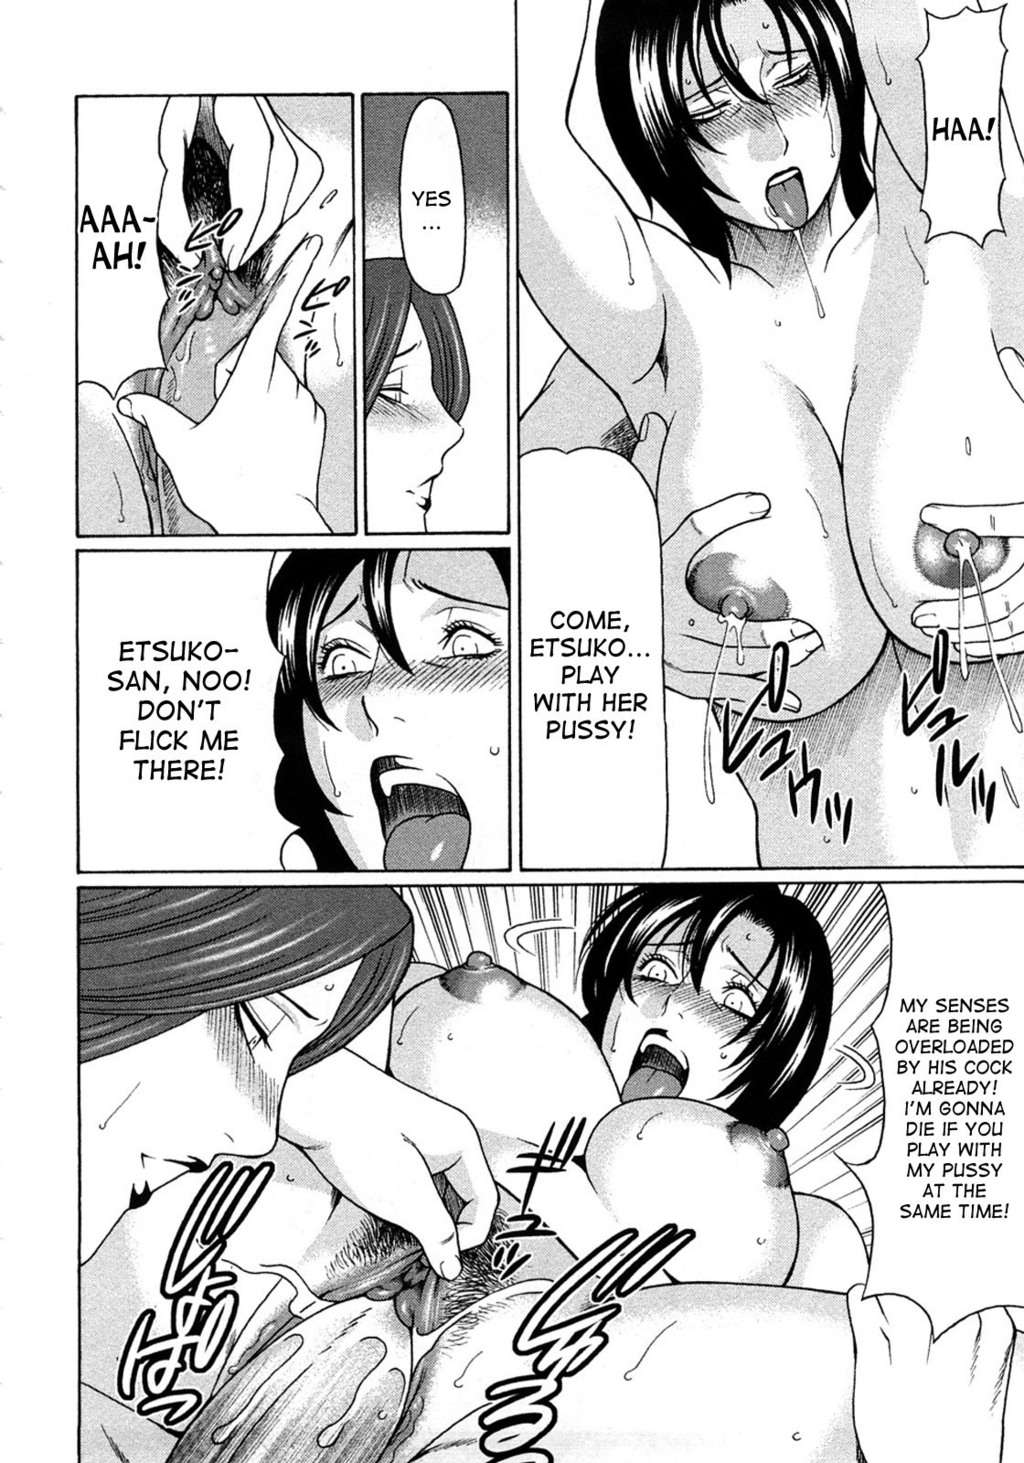 HAA!
COME,
ETSUKO...
PLAY
WITH HER
PUSSY!
YES
...
AAA-
AH!
ETSUKO-
SAN, NOO!
DON'T
FLICK ME
THERE!
MY SENSES
ARE BEING
OVERLOADED
BY HIS COCK
ALREADY!
I'M GONNA
DIE IF YOU
PLAY WITH
MY PUSSY
AT THE
SAME TIME!